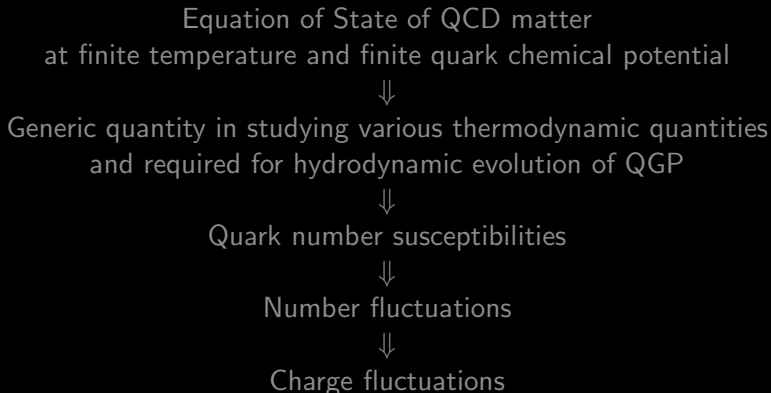 Equation of State of QCD matter
at finite temperature and finite quark chemical potential
⇓
Generic quantity in studying various thermodynamic quantities
and required for hydrodynamic evolution of QGP
⇓
Quark number susceptibilities
⇓
Number fluctuations
⇓
Charge fluctuations